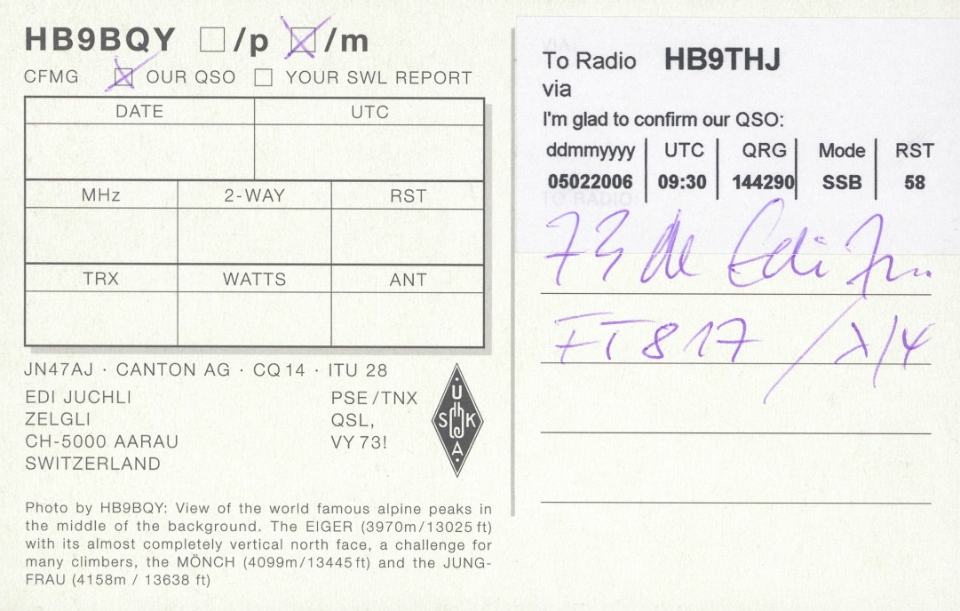 HB9BQY ☐/p ☒/m
CFMG ☒ OUR QSO ☐ YOUR SWL REPORT
DATE UTC
MHz 2-WAY RST
TRX WATTS ANT
JN47AJ · CANTON AG · CQ 14 · ITU 28
EDI JUCHLI
ZELGLI
CH-5000 AARAU
SWITZERLAND
PSE/TNX
QSL,
VY 73!
U
S K
A
Photo by HB9BQY: View of the world famous alpine peaks in
the middle of the background. The EIGER (3970m/13025 ft)
with its almost completely vertical north face, a challenge for
many climbers, the MÖNCH (4099m/13445 ft) and the JUNG-
FRAU (4158m / 13638 ft)
To Radio HB9THJ
via
I'm glad to confirm our QSO:
ddmmyyyy UTC QRG Mode RST
05022006 09:30 144290 SSB 58
73 de Edi
FT817 / λ/4